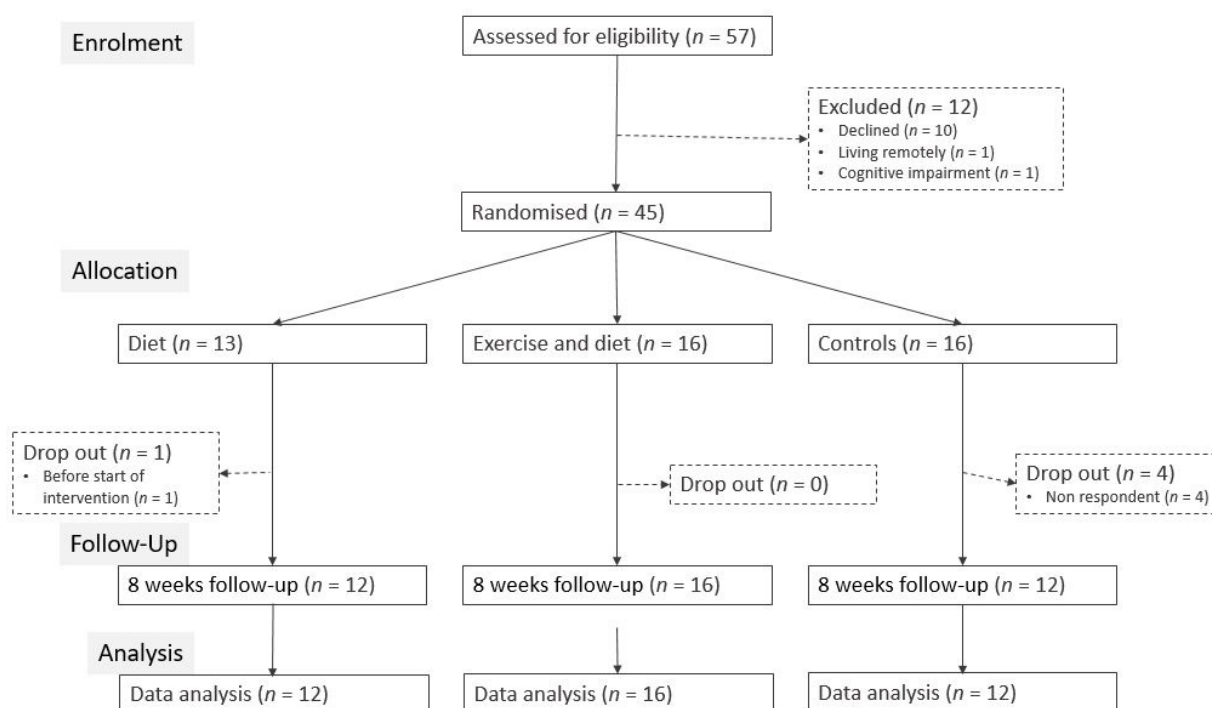 Enrolment
Assessed for eligibility (n = 57)
Excluded (n = 12)
• Declined (n = 10)
• Living remotely (n = 1)
• Cognitive impairment (n = 1)
Randomised (n = 45)
Allocation
Diet (n = 13)
Exercise and diet (n = 16)
Controls (n = 16)
Drop out (n = 1)
• Before start of
intervention (n = 1)
Drop out (n = 0)
Drop out (n = 4)
• Non respondent (n = 4)
Follow-Up
8 weeks follow-up (n = 12)
8 weeks follow-up (n = 16)
8 weeks follow-up (n = 12)
Analysis
Data analysis (n = 12)
Data analysis (n = 16)
Data analysis (n = 12)